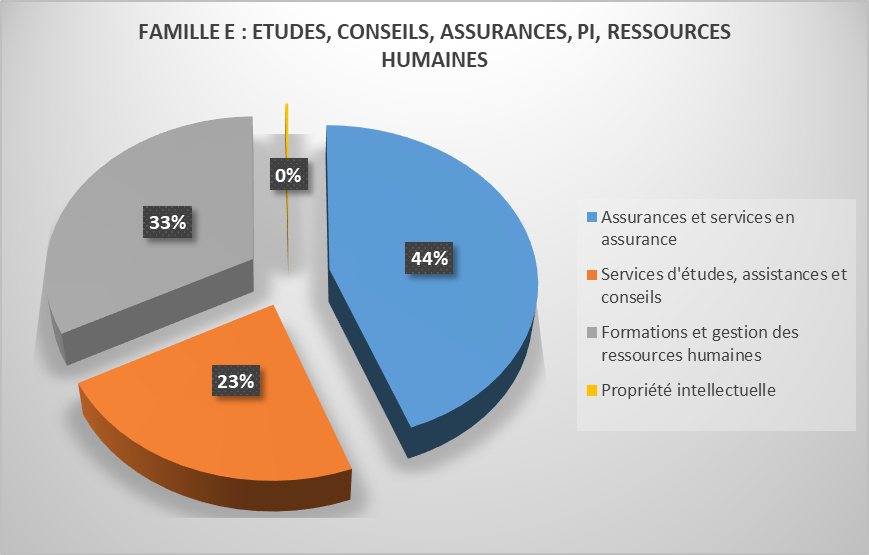 FAMILLE E : ETUDES, CONSEILS, ASSURANCES, PI, RESSOURCES
HUMAINES
0%
33%
44%
23%
Assurances et services en
assurance
Services d'études, assistances et
conseils
Formations et gestion des
ressources humaines
Propriété intellectuelle